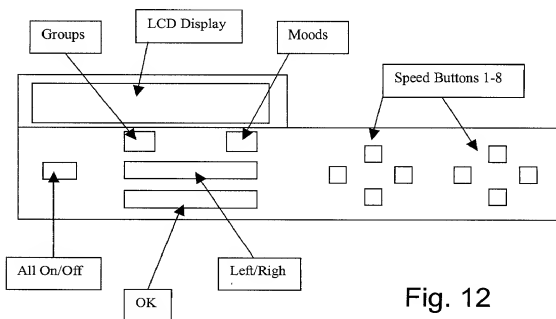 Groups
LCD Display
Moods
Speed Buttons 1-8
All On/Off
OK
Left/Righ
Fig. 12